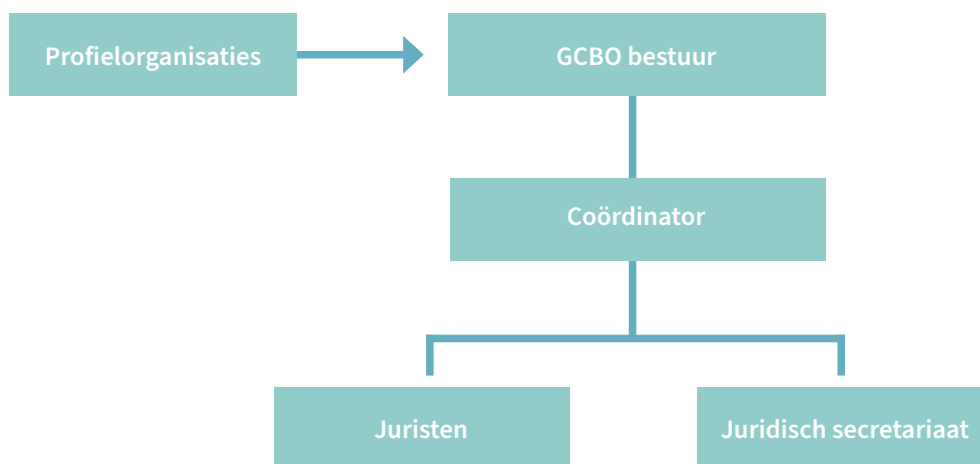 Profielorganisaties
GCBO bestuur
Coördinator
Juristen
Juridisch secretariaat